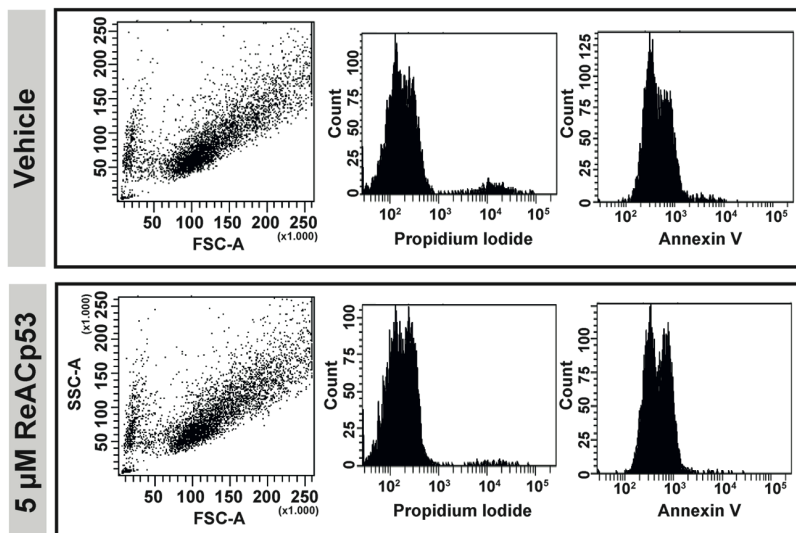 Vehicle
250
200
150
100
50
50 100 150 200 250
(x1.000)
FSC-A
Count
100
75
50
25
0
10² 10³ 10⁴ 10⁵
Propidium Iodide
Count
125
100
75
50
25
0
10² 10³ 10⁴ 10⁵
Annexin V
5 µM ReACp53
SSC-A
(x1.000)
250
200
150
100
50
50 100 150 200 250
(x1.000)
FSC-A
Count
100
75
50
25
0
10² 10³ 10⁴ 10⁵
Propidium Iodide
Count
100
75
50
25
0
10² 10³ 10⁴ 10⁵
Annexin V